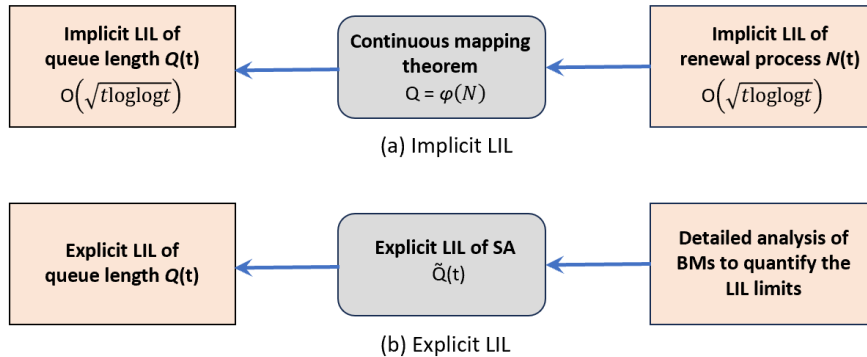 Implicit LIL of
queue length Q(t)
O(√tloglogt)
Continuous mapping
theorem
Q = φ(N)
Implicit LIL of
renewal process N(t)
O(√tloglogt)
(a) Implicit LIL
Explicit LIL of
queue length Q(t)
Explicit LIL of SA
Q̃(t)
Detailed analysis of
BMs to quantify the
LIL limits
(b) Explicit LIL